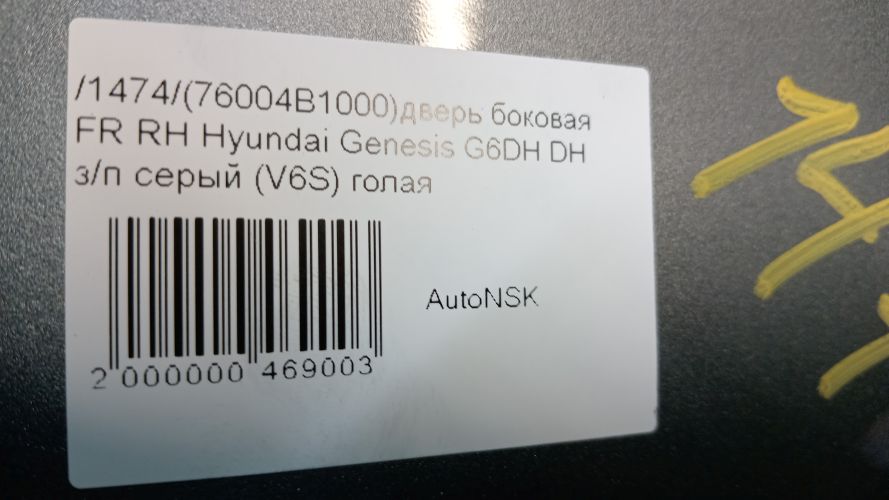 /1474/(76004B1000)дверь боковая
FR RH Hyundai Genesis G6DH DH
з/п серый (V6S) голая
AutoNSK
2 000000 469003